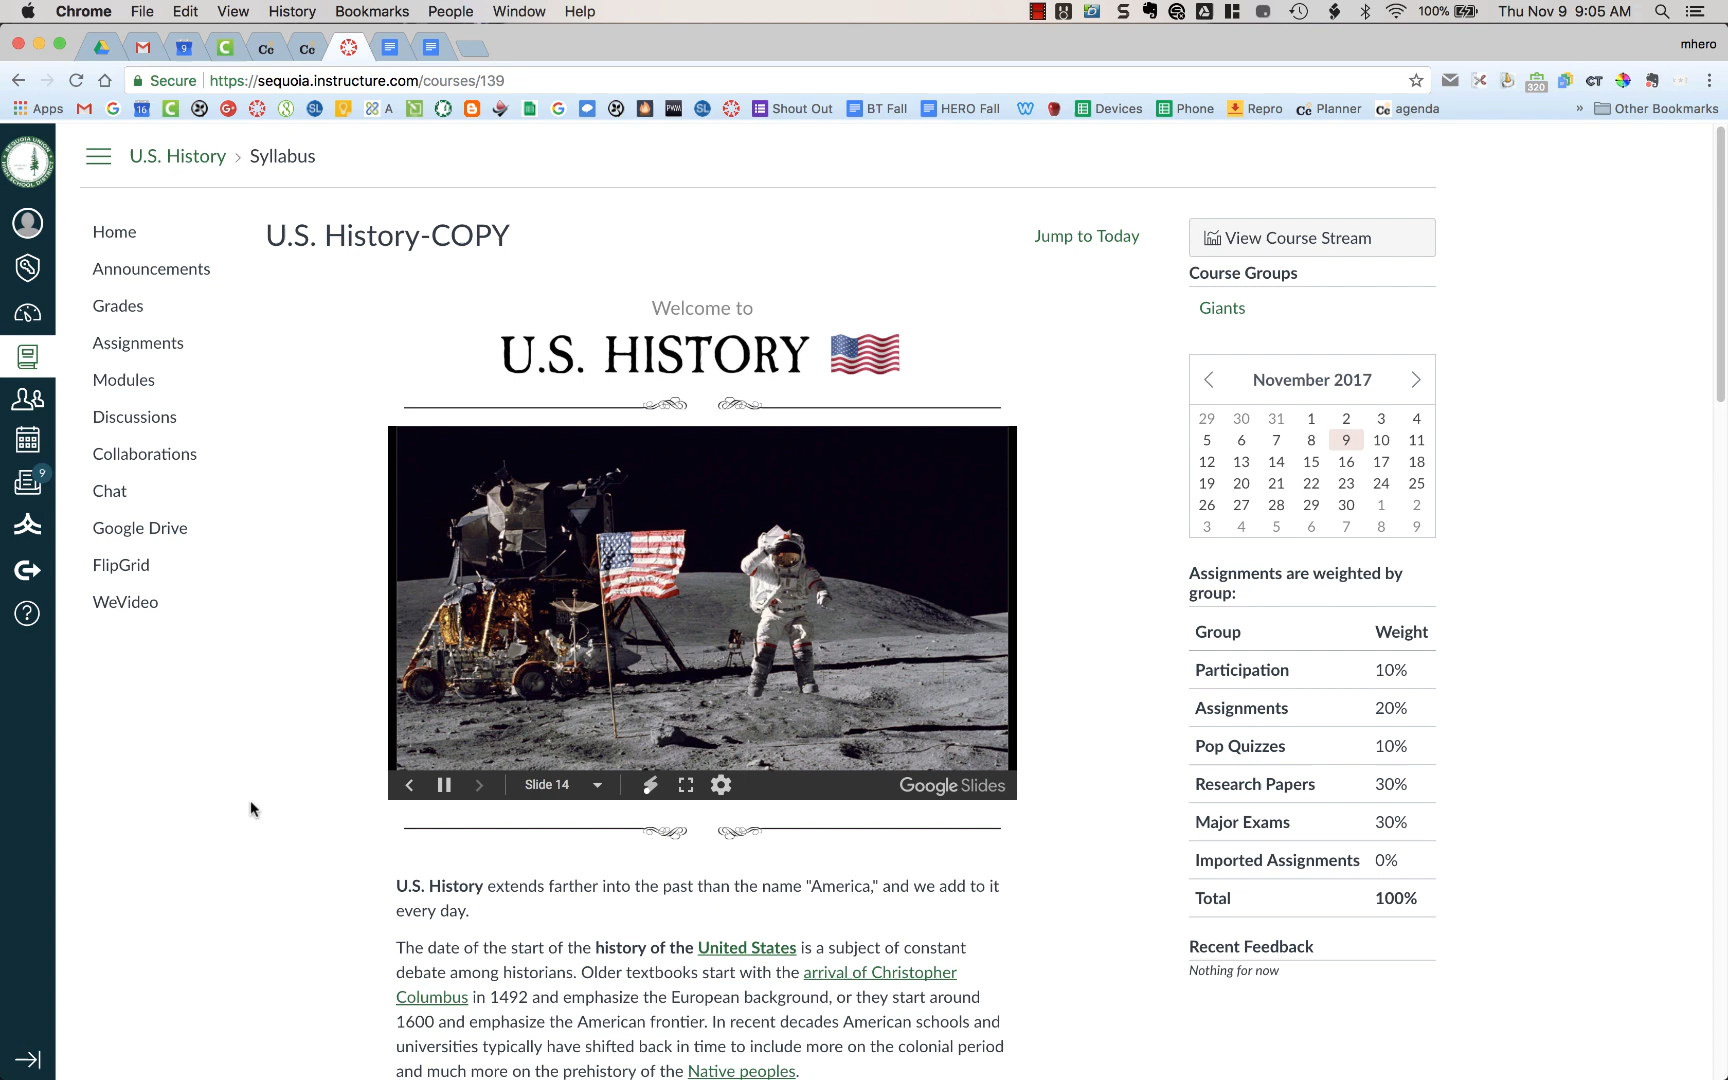 Chrome File Edit View History Bookmarks People Window Help 100% Thu Nov 9 9:05 AM
mhero
Secure https://sequoia.instructure.com/courses/139
Apps Shout Out BT Fall HERO Fall Devices Phone Repro Planner agenda » Other Bookmarks
U.S. History › Syllabus
Home
Announcements
Grades
Assignments
Modules
Discussions
Collaborations
Chat
Google Drive
FlipGrid
WeVideo
9
U.S. History-COPY
Jump to Today
Welcome to
U.S. HISTORY
Slide 14
Google Slides
U.S. History extends farther into the past than the name "America," and we add to it
every day.
The date of the start of the history of the United States is a subject of constant
debate among historians. Older textbooks start with the arrival of Christopher
Columbus in 1492 and emphasize the European background, or they start around
1600 and emphasize the American frontier. In recent decades American schools and
universities typically have shifted back in time to include more on the colonial period
and much more on the prehistory of the Native peoples.
View Course Stream
Course Groups
Giants
November 2017
29 30 31 1 2 3 4
5 6 7 8 9 10 11
12 13 14 15 16 17 18
19 20 21 22 23 24 25
26 27 28 29 30 1 2
3 4 5 6 7 8 9
Assignments are weighted by
group:
Group Weight
Participation 10%
Assignments 20%
Pop Quizzes 10%
Research Papers 30%
Major Exams 30%
Imported Assignments 0%
Total 100%
Recent Feedback
Nothing for now